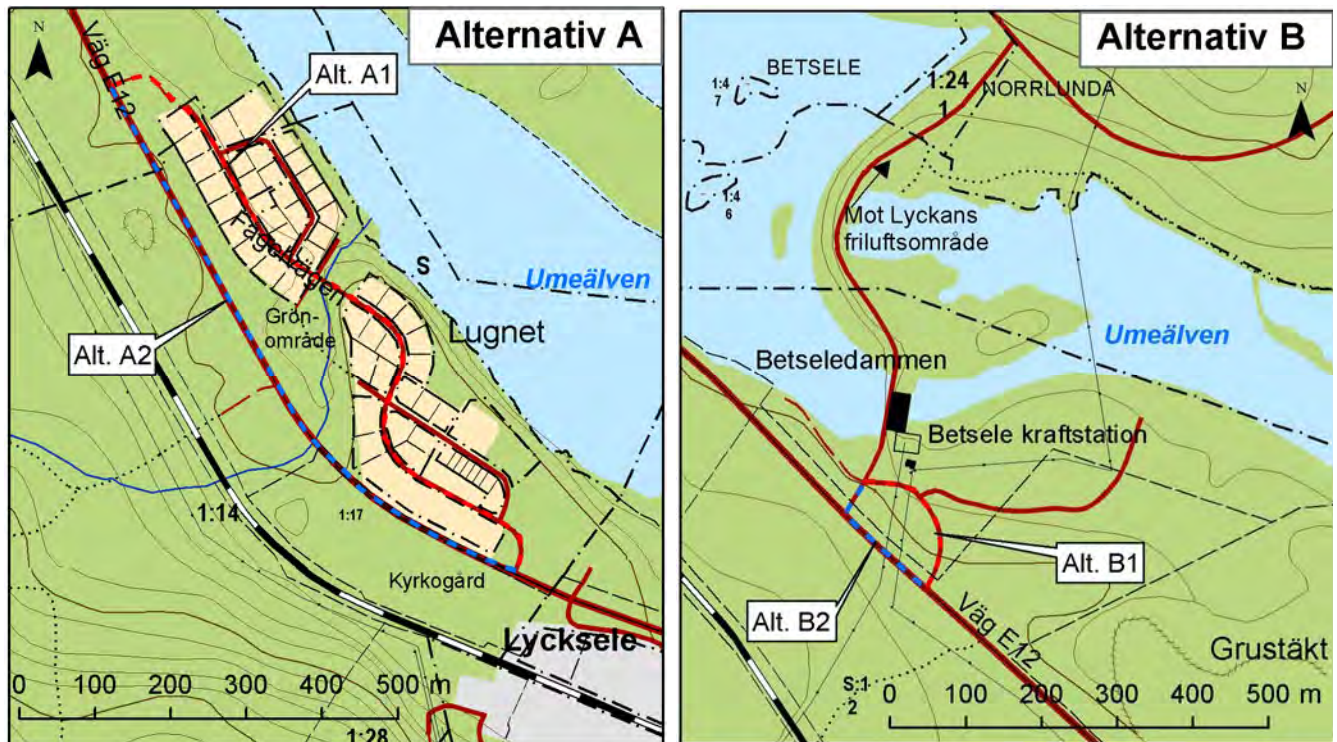 Alternativ A
N
Väg E12
Alt. A1
Fågelvägen
S
Umeälven
Lugnet
Grön-
område
Alt. A2
1:14
1:17
Kyrkogård
Lycksele
0 100 200 300 400 500 m
1:28
Alternativ B
BETSELE
1:4
7
1:24
1
NORRLUNDA
N
1:4
6
Mot Lyckans
friluftsområde
Umeälven
Betseledammen
Betsele kraftstation
Alt. B1
Alt. B2
Väg E12
Grustäkt
S:1
2
0 100 200 300 400 500 m